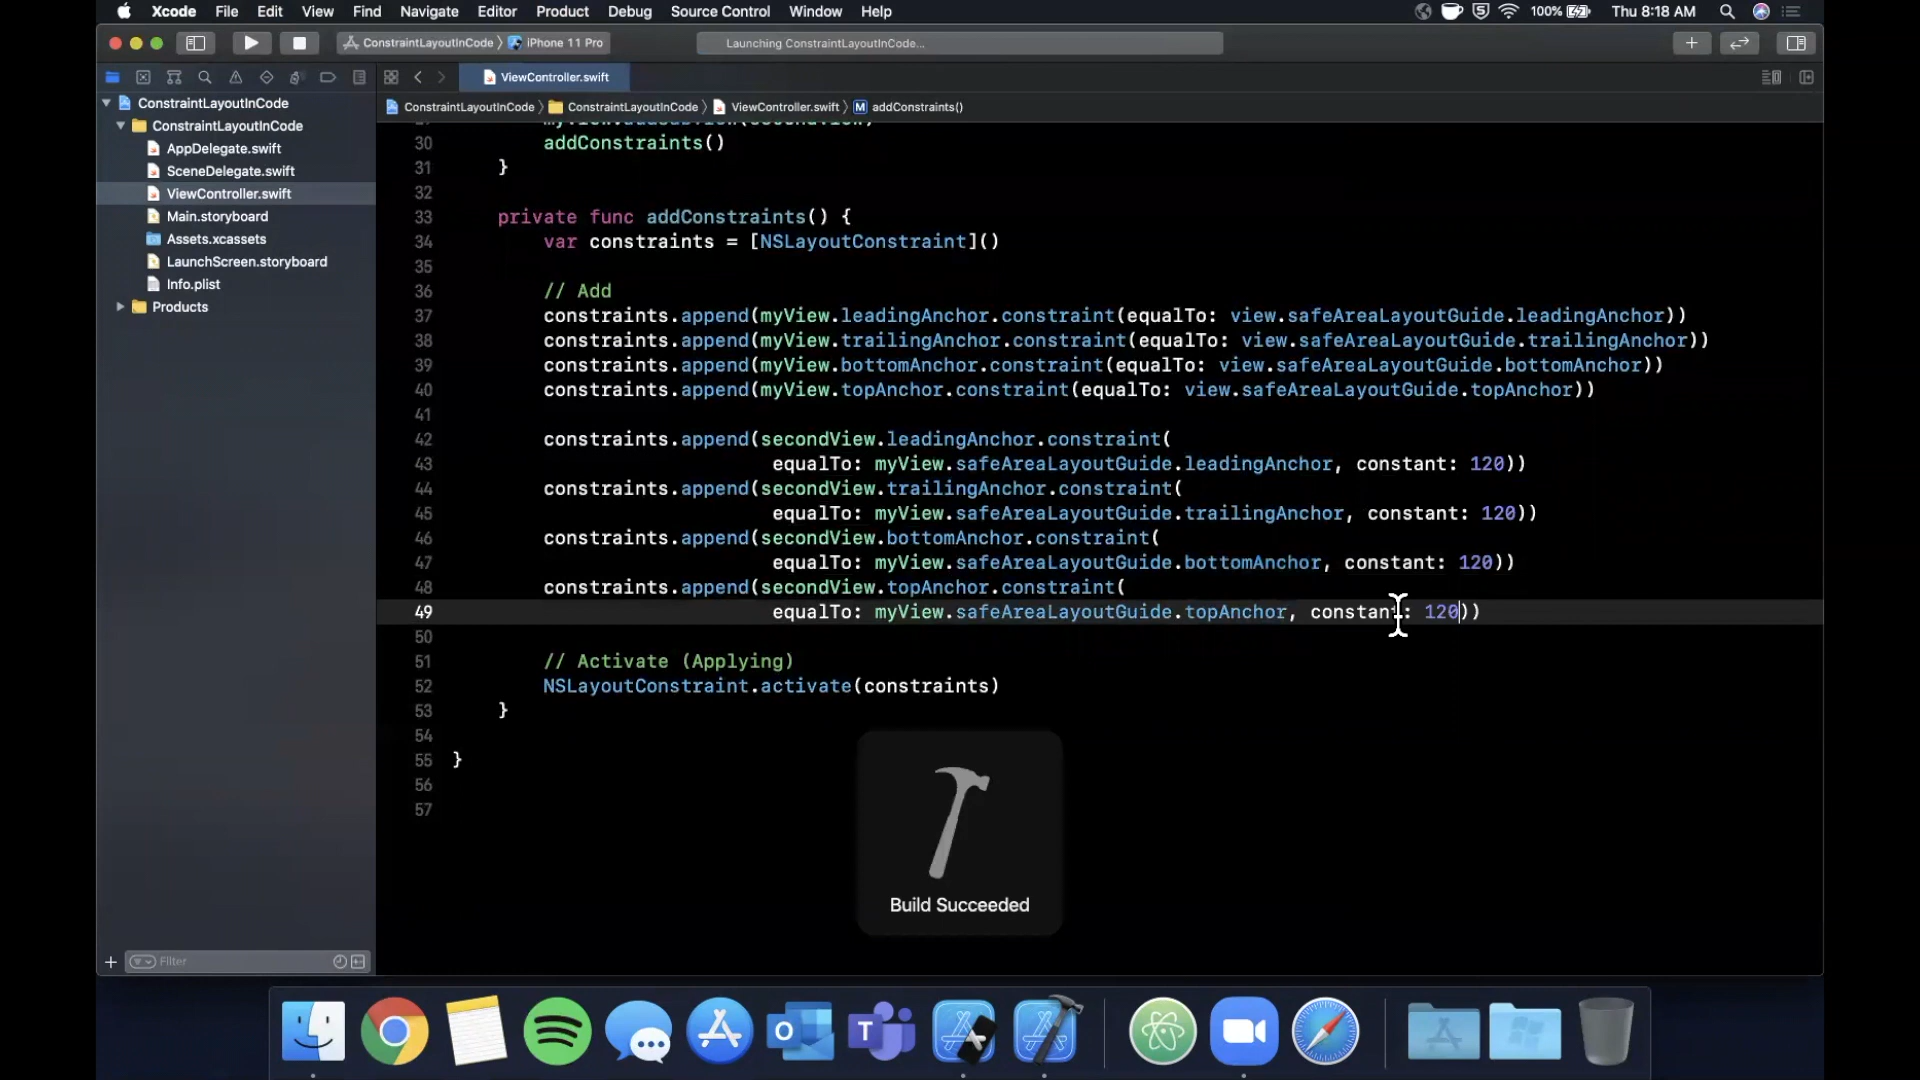 Xcode File Edit View Find Navigate Editor Product Debug Source Control Window Help 100% Thu 8:18 AM
ConstraintLayoutInCode iPhone 11 Pro Launching ConstraintLayoutInCode...
ViewController.swift
ConstraintLayoutInCode ConstraintLayoutInCode ViewController.swift M addConstraints()
ConstraintLayoutInCode
ConstraintLayoutInCode
AppDelegate.swift
SceneDelegate.swift
ViewController.swift
Main.storyboard
Assets.xcassets
LaunchScreen.storyboard
Info.plist
Products
30 addConstraints()
31 }
32
33 private func addConstraints() {
34 var constraints = [NSLayoutConstraint]()
35
36 // Add
37 constraints.append(myView.leadingAnchor.constraint(equalTo: view.safeAreaLayoutGuide.leadingAnchor))
38 constraints.append(myView.trailingAnchor.constraint(equalTo: view.safeAreaLayoutGuide.trailingAnchor))
39 constraints.append(myView.bottomAnchor.constraint(equalTo: view.safeAreaLayoutGuide.bottomAnchor))
40 constraints.append(myView.topAnchor.constraint(equalTo: view.safeAreaLayoutGuide.topAnchor))
41
42 constraints.append(secondView.leadingAnchor.constraint(
43 equalTo: myView.safeAreaLayoutGuide.leadingAnchor, constant: 120))
44 constraints.append(secondView.trailingAnchor.constraint(
45 equalTo: myView.safeAreaLayoutGuide.trailingAnchor, constant: 120))
46 constraints.append(secondView.bottomAnchor.constraint(
47 equalTo: myView.safeAreaLayoutGuide.bottomAnchor, constant: 120))
48 constraints.append(secondView.topAnchor.constraint(
49 equalTo: myView.safeAreaLayoutGuide.topAnchor, constant: 120))
50
51 // Activate (Applying)
52 NSLayoutConstraint.activate(constraints)
53 }
54
55 }
56
57
Build Succeeded
Filter